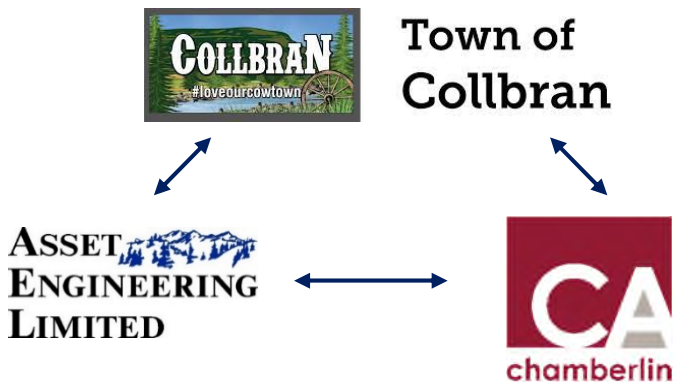 COLLBRAN
#loveourcowtown
Town of
Collbran
ASSET
ENGINEERING
LIMITED
CA
chamberlin